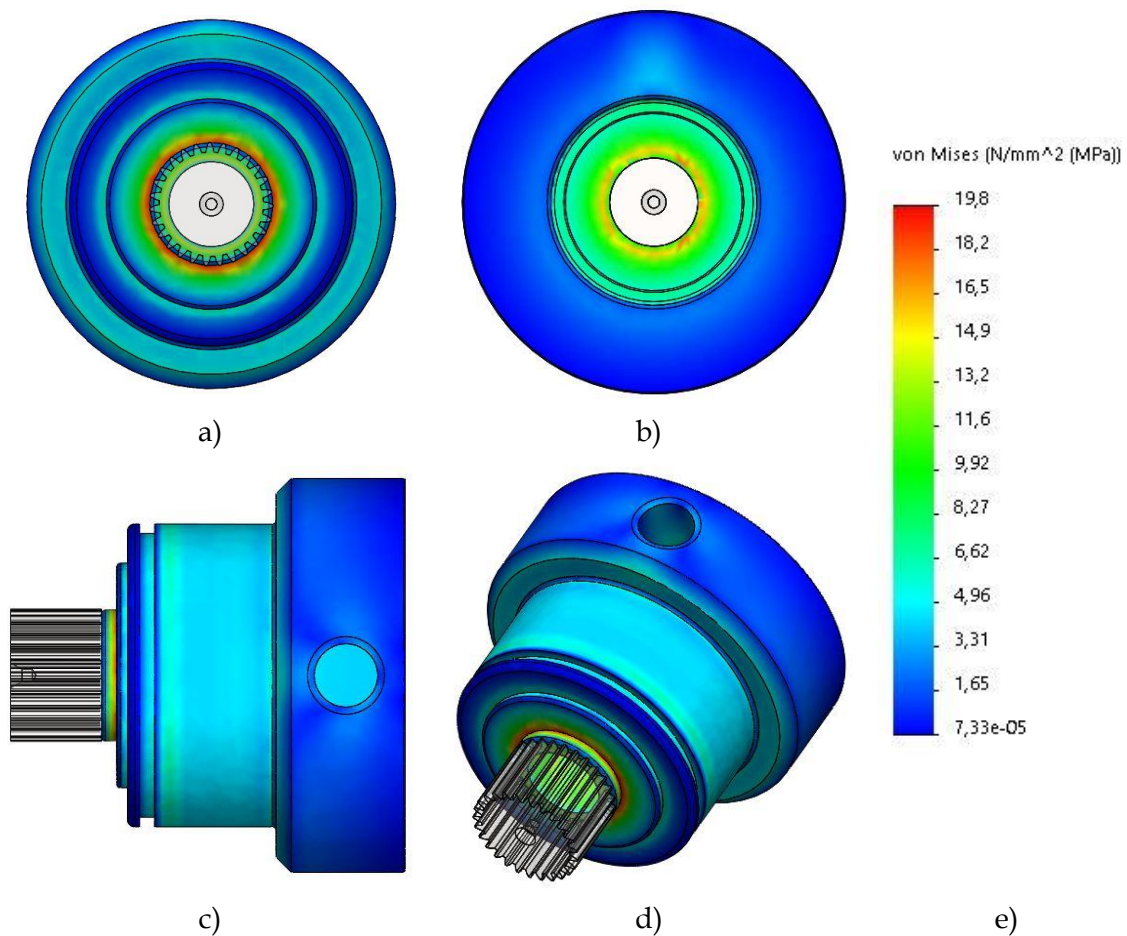 a)
b)
von Mises (N/mm^2 (MPa))
19,8
18,2
16,5
14,9
13,2
11,6
9,92
8,27
6,62
4,96
3,31
1,65
7,33e-05
c)
d)
e)